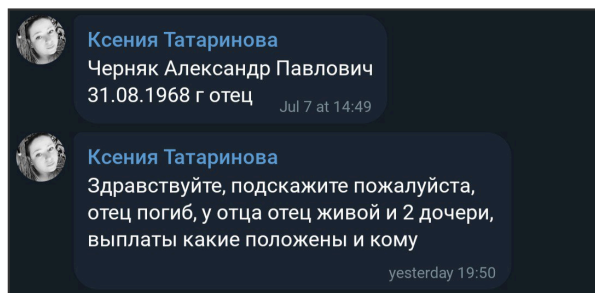 Ксения Татаринова
Черняк Александр Павлович
31.08.1968 г отец
Jul 7 at 14:49
Ксения Татаринова
Здравствуйте, подскажите пожалуйста,
отец погиб, у отца отец живой и 2 дочери,
выплаты какие положены и кому
yesterday 19:50